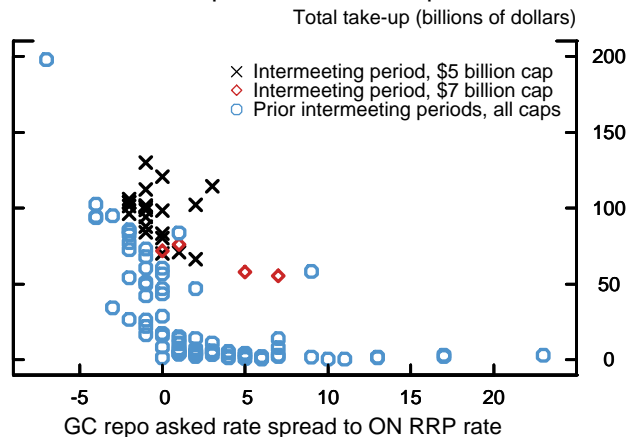 Total take-up (billions of dollars)
200
Intermeeting period, $5 billion cap
Intermeeting period, $7 billion cap
Prior intermeeting periods, all caps
150
100
50
0
-5 0 5 10 15 20
GC repo asked rate spread to ON RRP rate